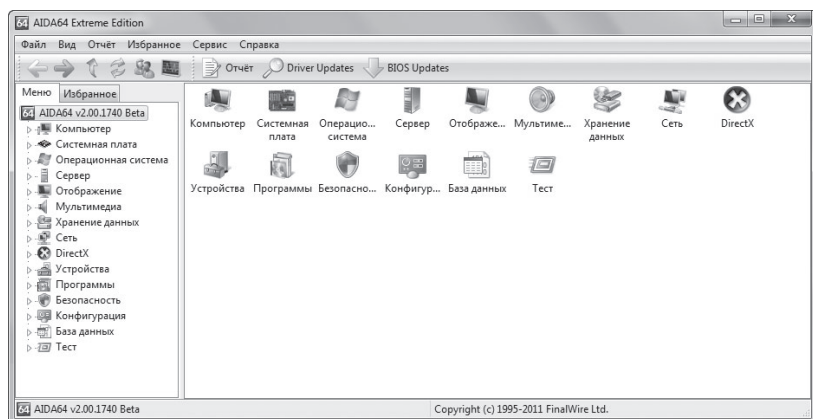 AIDA64 Extreme Edition
Файл Вид Отчёт Избранное Сервис Справка
Отчёт Driver Updates BIOS Updates
Меню Избранное
AIDA64 v2.00.1740 Beta
Компьютер
Системная плата
Операционная система
Сервер
Отображение
Мультимедиа
Хранение данных
Сеть
DirectX
Устройства
Программы
Безопасность
Конфигурация
База данных
Тест
Компьютер
Системная
плата
Операцио...
система
Сервер
Отображе...
Мультиме...
Хранение
данных
Сеть
DirectX
Устройства
Программы
Безопасно...
Конфигур...
База данных
Тест
64 AIDA64 v2.00.1740 Beta
Copyright (c) 1995-2011 FinalWire Ltd.